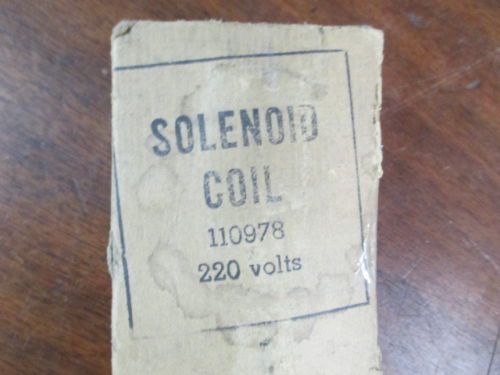 SOLENOID
COIL
110978
220 volts